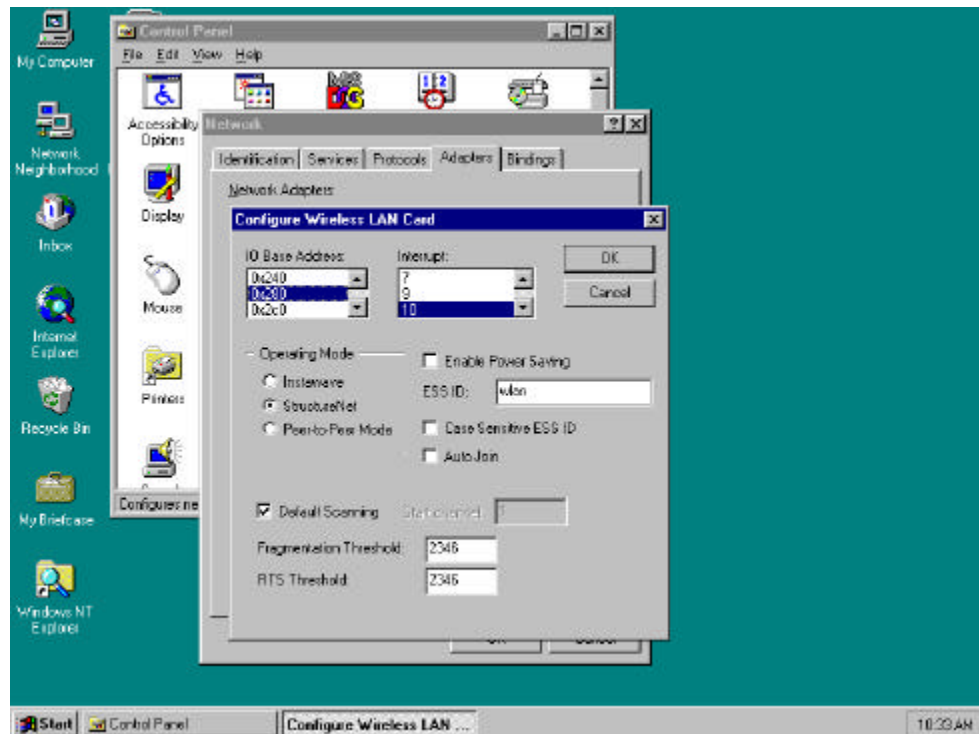 My Computer
Network
Neighborhood
Inbox
Internet
Explorer
Recycle Bin
My Briefcase
Windows NT
Explorer
Control Panel
File Edit View Help
Accessibility
Options
Display
Mouse
Printers
Configures ne
Network
Identification Services Protocols Adapters Bindings
Network Adapters:
Configure Wireless LAN Card
IO Base Address:
0x240
0x280
0x2c0
Interrupt:
7
9
10
OK
Cancel
Operating Mode
Instawave
StructureNet
Peer-to-Peer Mode
Enable Power Saving
ESS ID: wlan
Case Sensitive ESS ID
Auto Join
Default Scanning
Fragmentation Threshold: 2346
RTS Threshold: 2346
Start
Control Panel
Configure Wireless LAN ...
10:33 AM